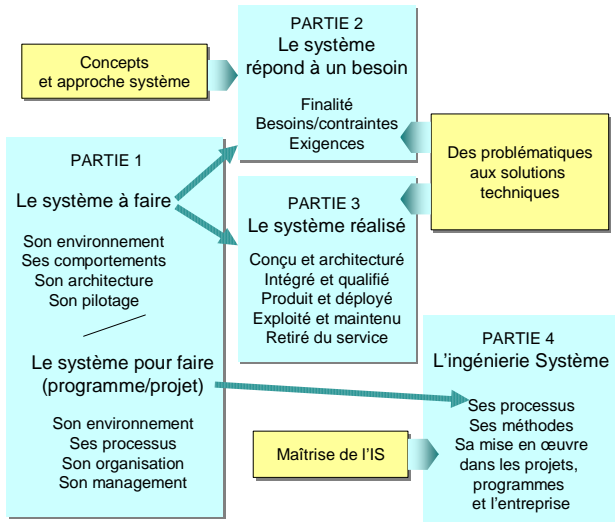 Concepts
et approche système
PARTIE 2
Le système
répond à un besoin
Finalité
Besoins/contraintes
Exigences
Des problématiques
aux solutions
techniques
PARTIE 1
Le système à faire
Son environnement
Ses comportements
Son architecture
Son pilotage
Le système pour faire
(programme/projet)
Son environnement
Ses processus
Son organisation
Son management
PARTIE 3
Le système réalisé
Conçu et architecturé
Intégré et qualifié
Produit et déployé
Exploité et maintenu
Retiré du service
PARTIE 4
L'ingénierie Système
Ses processus
Ses méthodes
Sa mise en œuvre
dans les projets,
programmes
et l'entreprise
Maîtrise de l'IS